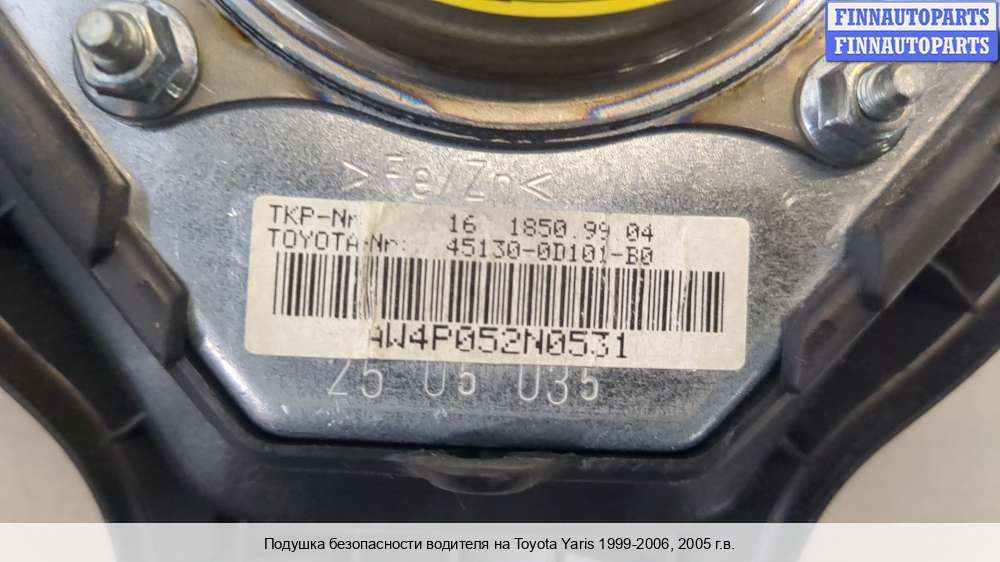 FINNAUTOPARTS
FINNAUTOPARTS
>Fe/Zn<
TKP-Nr 16 1850.99 04
TOYOTA-Nr: 45130-0D101-B0
AW4P052N0531
25 05 035
Подушка безопасности водителя на Toyota Yaris 1999-2006, 2005 г.в.